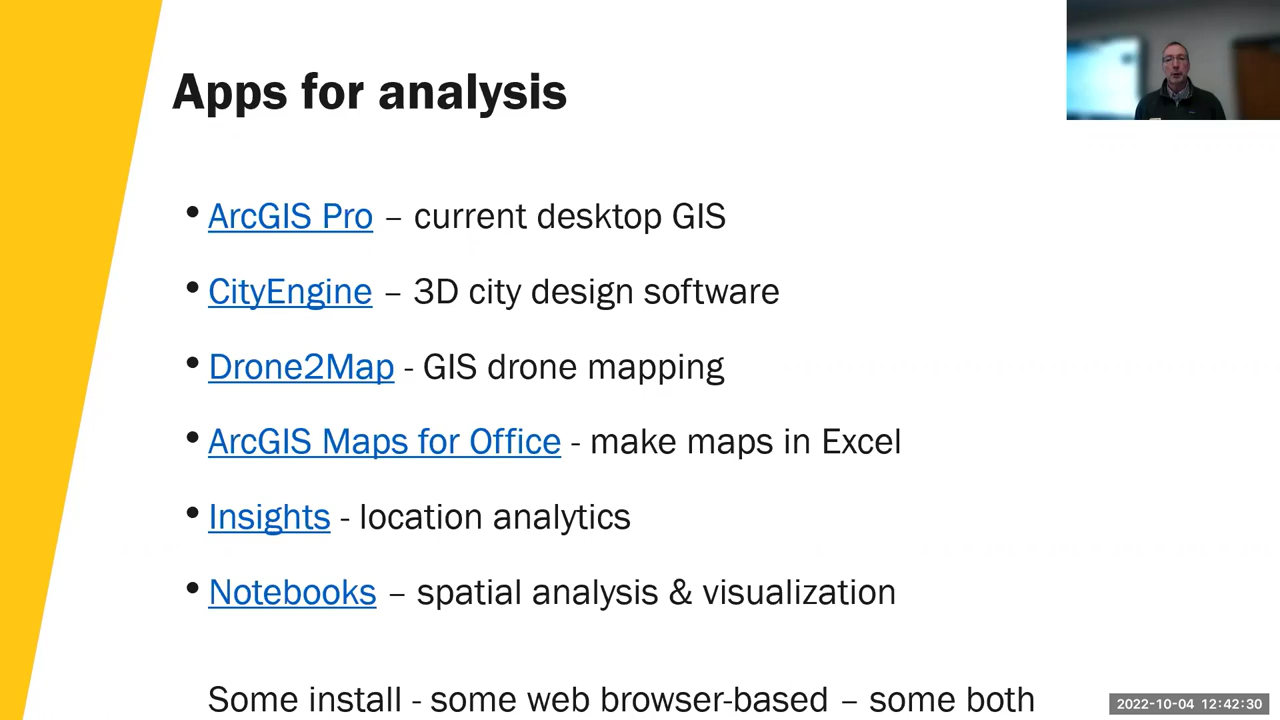 Apps for analysis
• ArcGIS Pro – current desktop GIS
• CityEngine – 3D city design software
• Drone2Map - GIS drone mapping
• ArcGIS Maps for Office - make maps in Excel
• Insights - location analytics
• Notebooks – spatial analysis & visualization
Some install - some web browser-based – some both
2022-10-04 12:42:30